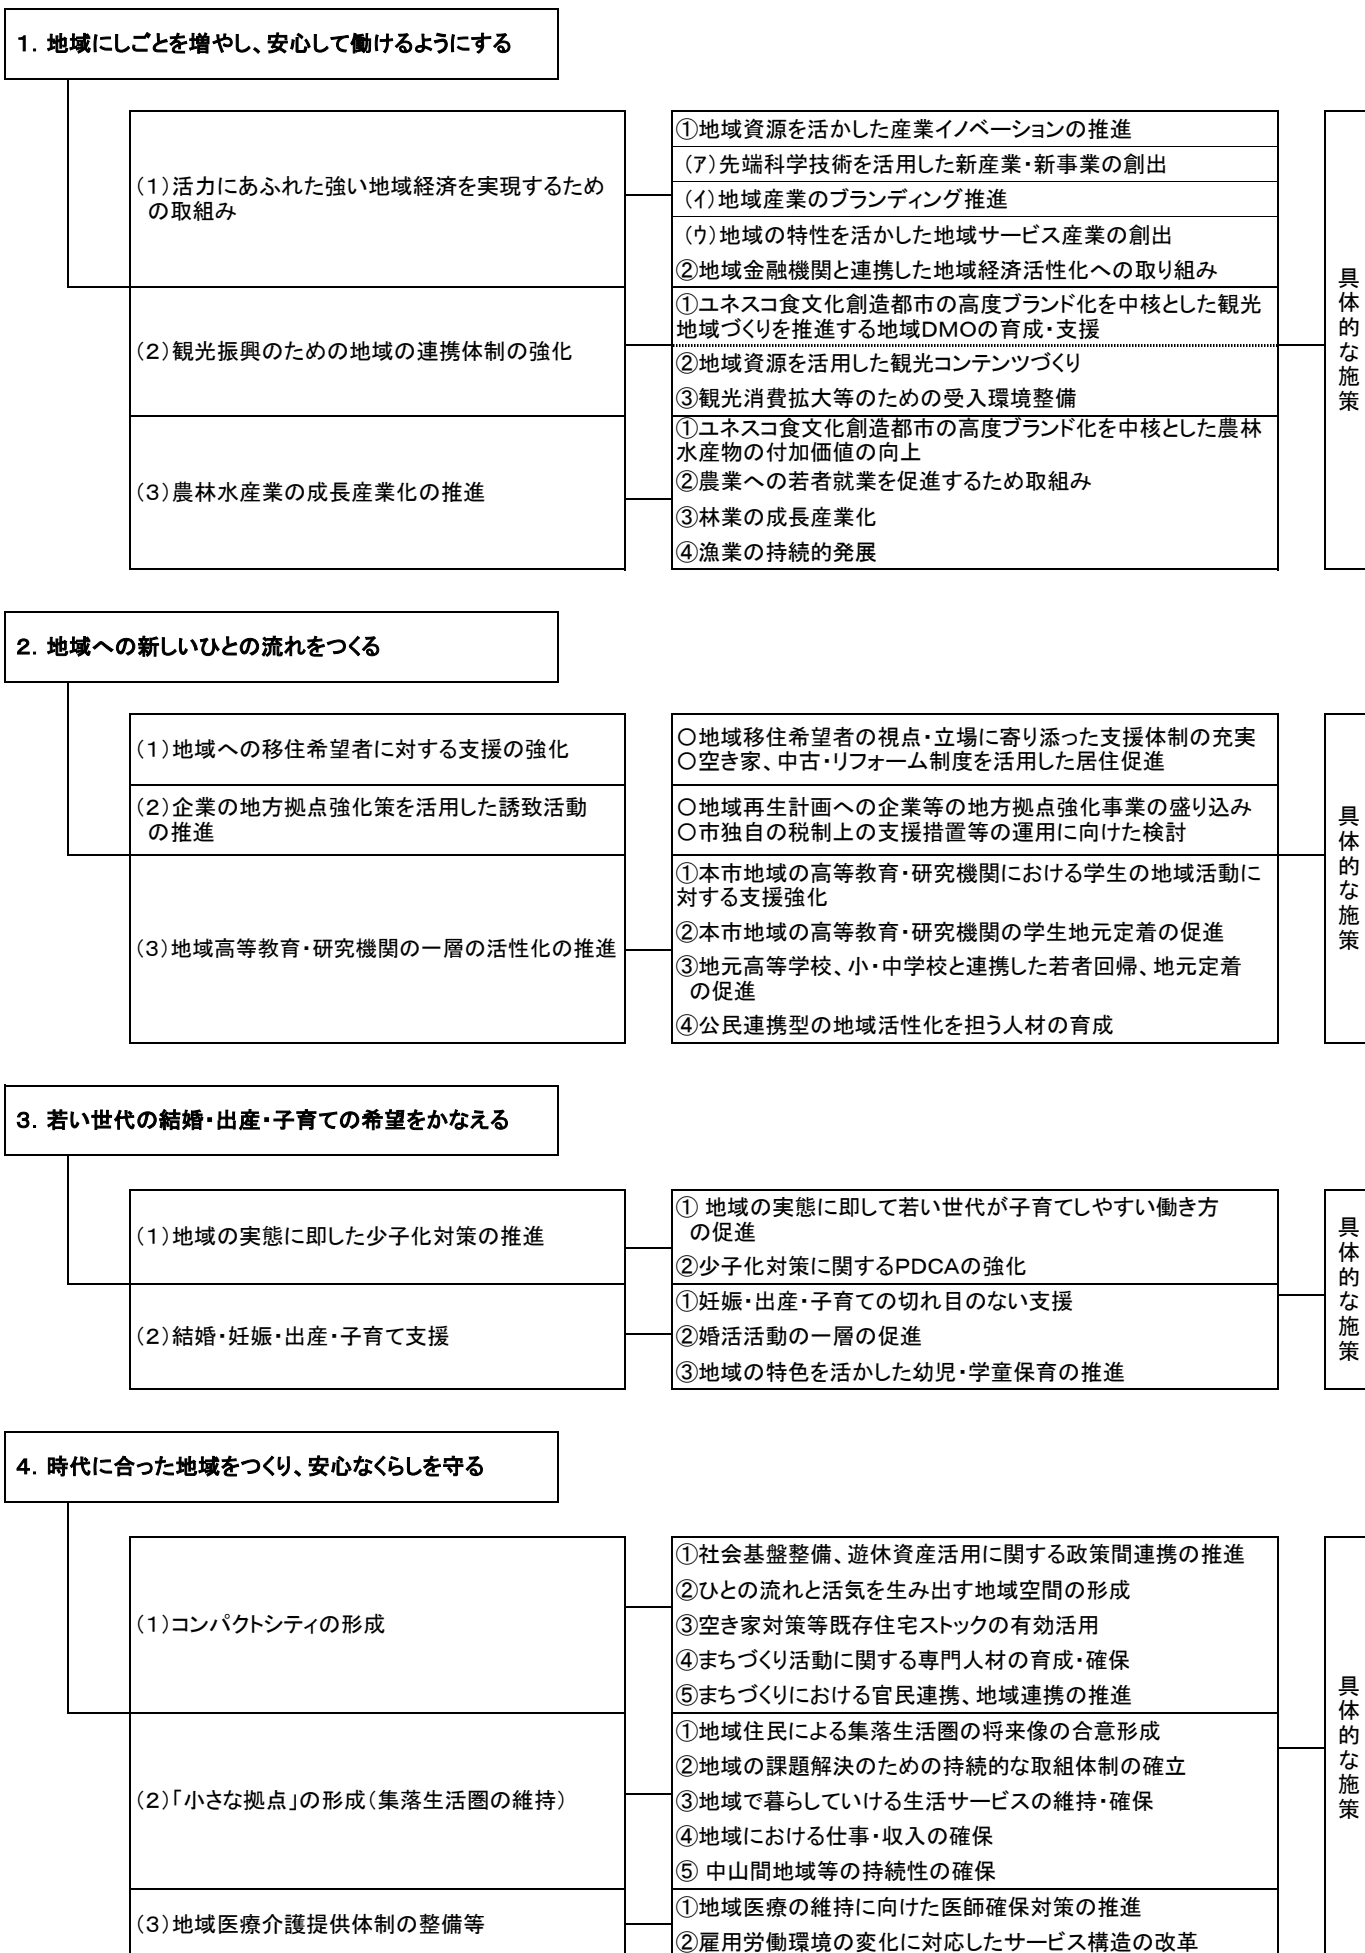 1．地域にしごとを増やし、安心して働けるようにする
（1）活力にあふれた強い地域経済を実現するため
の取組み
①地域資源を活かした産業イノベーションの推進
（ｱ）先端科学技術を活用した新産業・新事業の創出
（ｲ）地域産業のブランディング推進
（ｳ）地域の特性を活かした地域サービス産業の創出
②地域金融機関と連携した地域経済活性化への取り組み
（2）観光振興のための地域の連携体制の強化
①ユネスコ食文化創造都市の高度ブランド化を中核とした観光
地域づくりを推進する地域DMOの育成・支援
②地域資源を活用した観光コンテンツづくり
③観光消費拡大等のための受入環境整備
（3）農林水産業の成長産業化の推進
①ユネスコ食文化創造都市の高度ブランド化を中核とした農林
水産物の付加価値の向上
②農業への若者就業を促進するため取組み
③林業の成長産業化
④漁業の持続的発展
具体的な施策
2．地域への新しいひとの流れをつくる
（1）地域への移住希望者に対する支援の強化
○地域移住希望者の視点・立場に寄り添った支援体制の充実
○空き家、中古・リフォーム制度を活用した居住促進
（2）企業の地方拠点強化策を活用した誘致活動
の推進
○地域再生計画への企業等の地方拠点強化事業の盛り込み
○市独自の税制上の支援措置等の運用に向けた検討
（3）地域高等教育・研究機関の一層の活性化の推進
①本市地域の高等教育・研究機関における学生の地域活動に
対する支援強化
②本市地域の高等教育・研究機関の学生地元定着の促進
③地元高等学校、小・中学校と連携した若者回帰、地元定着
の促進
④公民連携型の地域活性化を担う人材の育成
具体的な施策
3．若い世代の結婚・出産・子育ての希望をかなえる
（1）地域の実態に即した少子化対策の推進
① 地域の実態に即して若い世代が子育てしやすい働き方
の促進
②少子化対策に関するPDCAの強化
（2）結婚・妊娠・出産・子育て支援
①妊娠・出産・子育ての切れ目のない支援
②婚活活動の一層の促進
③地域の特色を活かした幼児・学童保育の推進
具体的な施策
4．時代に合った地域をつくり、安心なくらしを守る
（1）コンパクトシティの形成
①社会基盤整備、遊休資産活用に関する政策間連携の推進
②ひとの流れと活気を生み出す地域空間の形成
③空き家対策等既存住宅ストックの有効活用
④まちづくり活動に関する専門人材の育成・確保
⑤まちづくりにおける官民連携、地域連携の推進
（2）「小さな拠点」の形成（集落生活圏の維持）
①地域住民による集落生活圏の将来像の合意形成
②地域の課題解決のための持続的な取組体制の確立
③地域で暮らしていける生活サービスの維持・確保
④地域における仕事・収入の確保
⑤ 中山間地域等の持続性の確保
（3）地域医療介護提供体制の整備等
①地域医療の維持に向けた医師確保対策の推進
②雇用労働環境の変化に対応したサービス構造の改革
具体的な施策